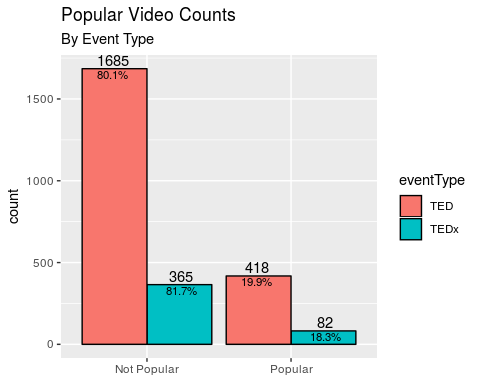 Popular Video Counts
By Event Type
1685
80.1%
365
81.7%
418
19.9%
82
18.3%
1500
1000
500
0
count
Not Popular
Popular
eventType
TED
TEDx